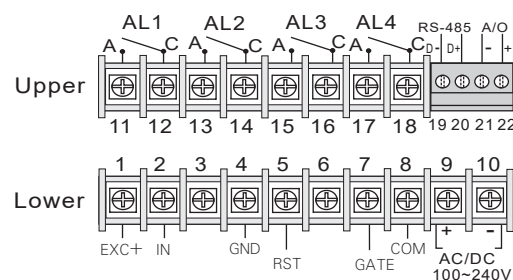 AL1 AL2 AL3 AL4 RS-485 A/O
A C A C A C A C D- D+ - +
Upper
11 12 13 14 15 16 17 18 19 20 21 22
1 2 3 4 5 6 7 8 9 10
Lower
EXC+ IN GND RST GATE COM + -
AC/DC
100~240V